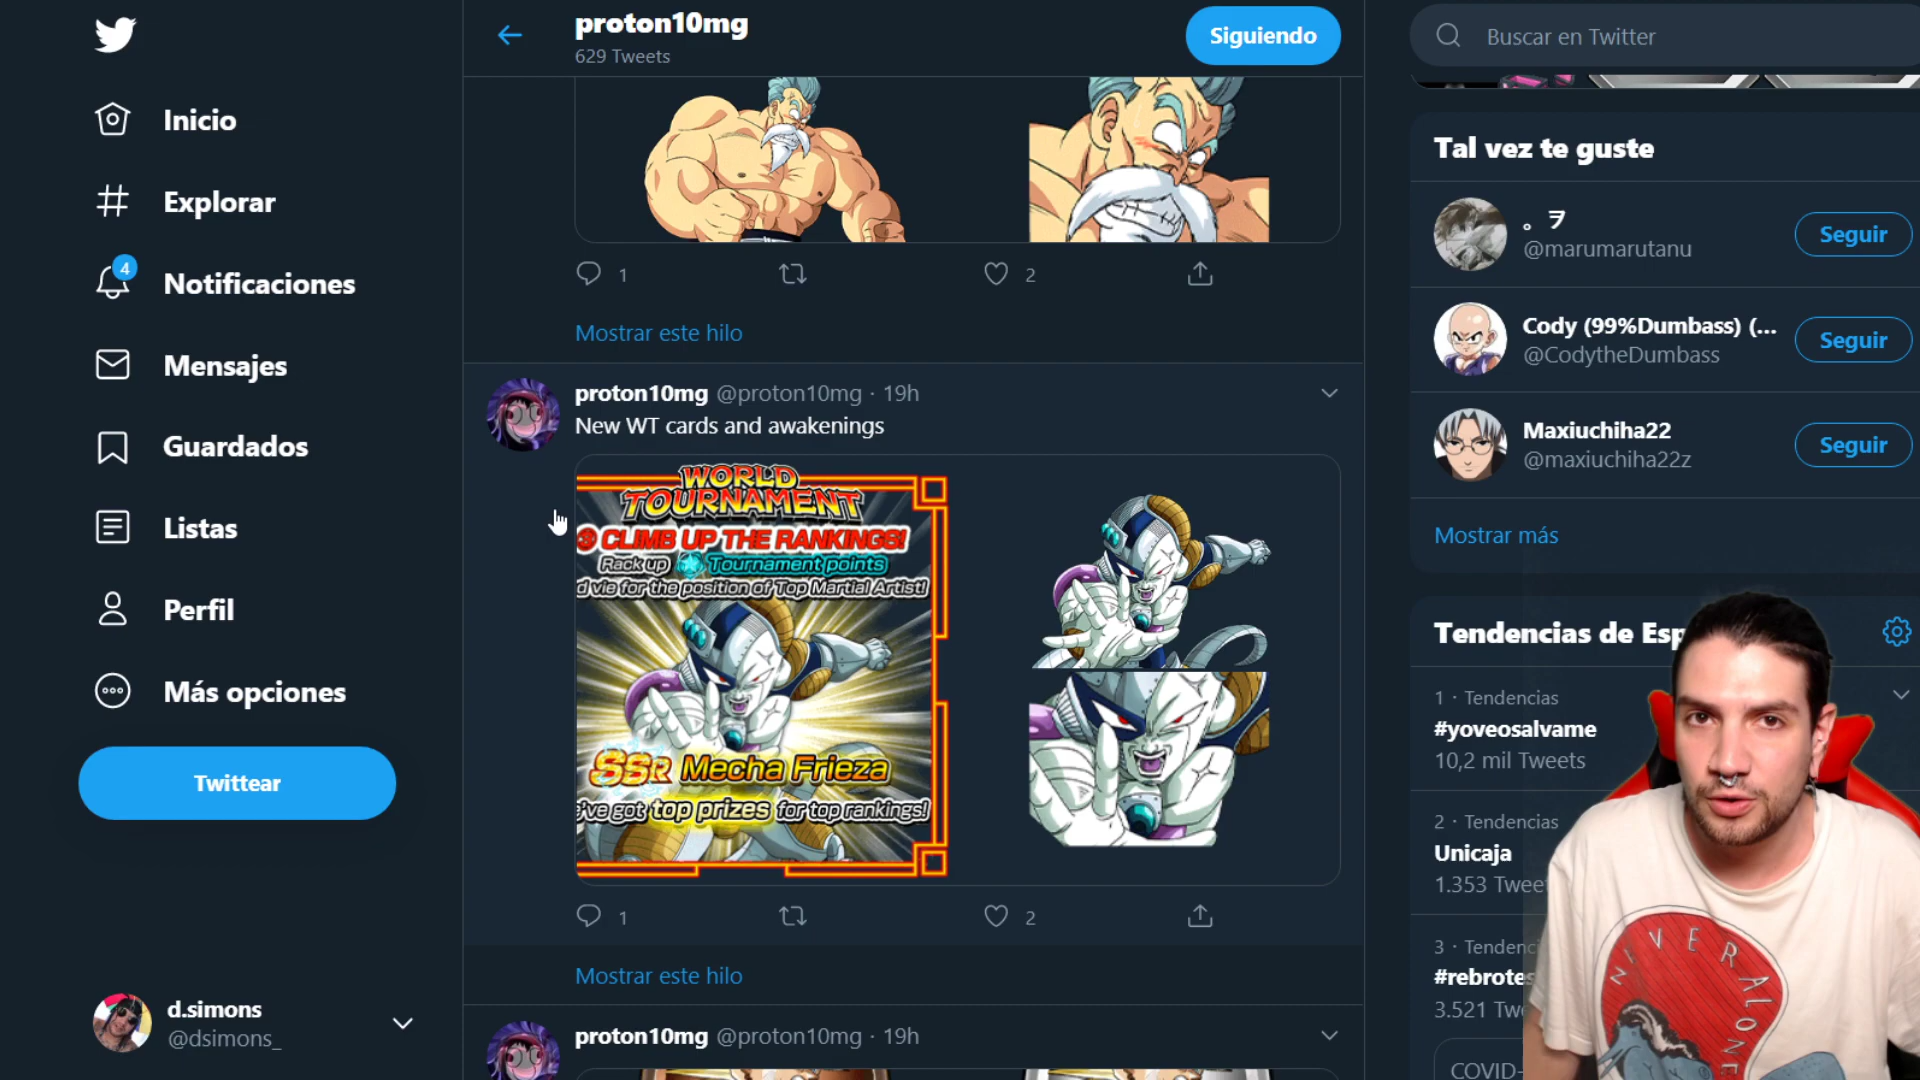 Inicio
Explorar
4
Notificaciones
Mensajes
Guardados
Listas
Perfil
Más opciones
Twittear
d.simons
@dsimons_
proton10mg
629 Tweets
Siguiendo
1
2
Mostrar este hilo
proton10mg @proton10mg · 19h
New WT cards and awakenings
WORLD
TOURNAMENT
CLIMB UP THE RANKINGS!
Rack up Tournament points
d vie for the position of Top Martial Artist!
SSR Mecha Frieza
've got top prizes for top rankings!
1
2
Mostrar este hilo
proton10mg @proton10mg · 19h
Buscar en Twitter
Tal vez te guste
。ヲ
@marumarutanu
Seguir
Cody (99%Dumbass) (...
@CodytheDumbass
Seguir
Maxiuchiha22
@maxiuchiha22z
Seguir
Mostrar más
Tendencias de Esp
1 · Tendencias
#yoveosalvame
10,2 mil Tweets
2 · Tendencias
Unicaja
1.353 Twee
3 · Tendenci
#rebrotes
3.521 Tw
COVID-
NEVER ALONE